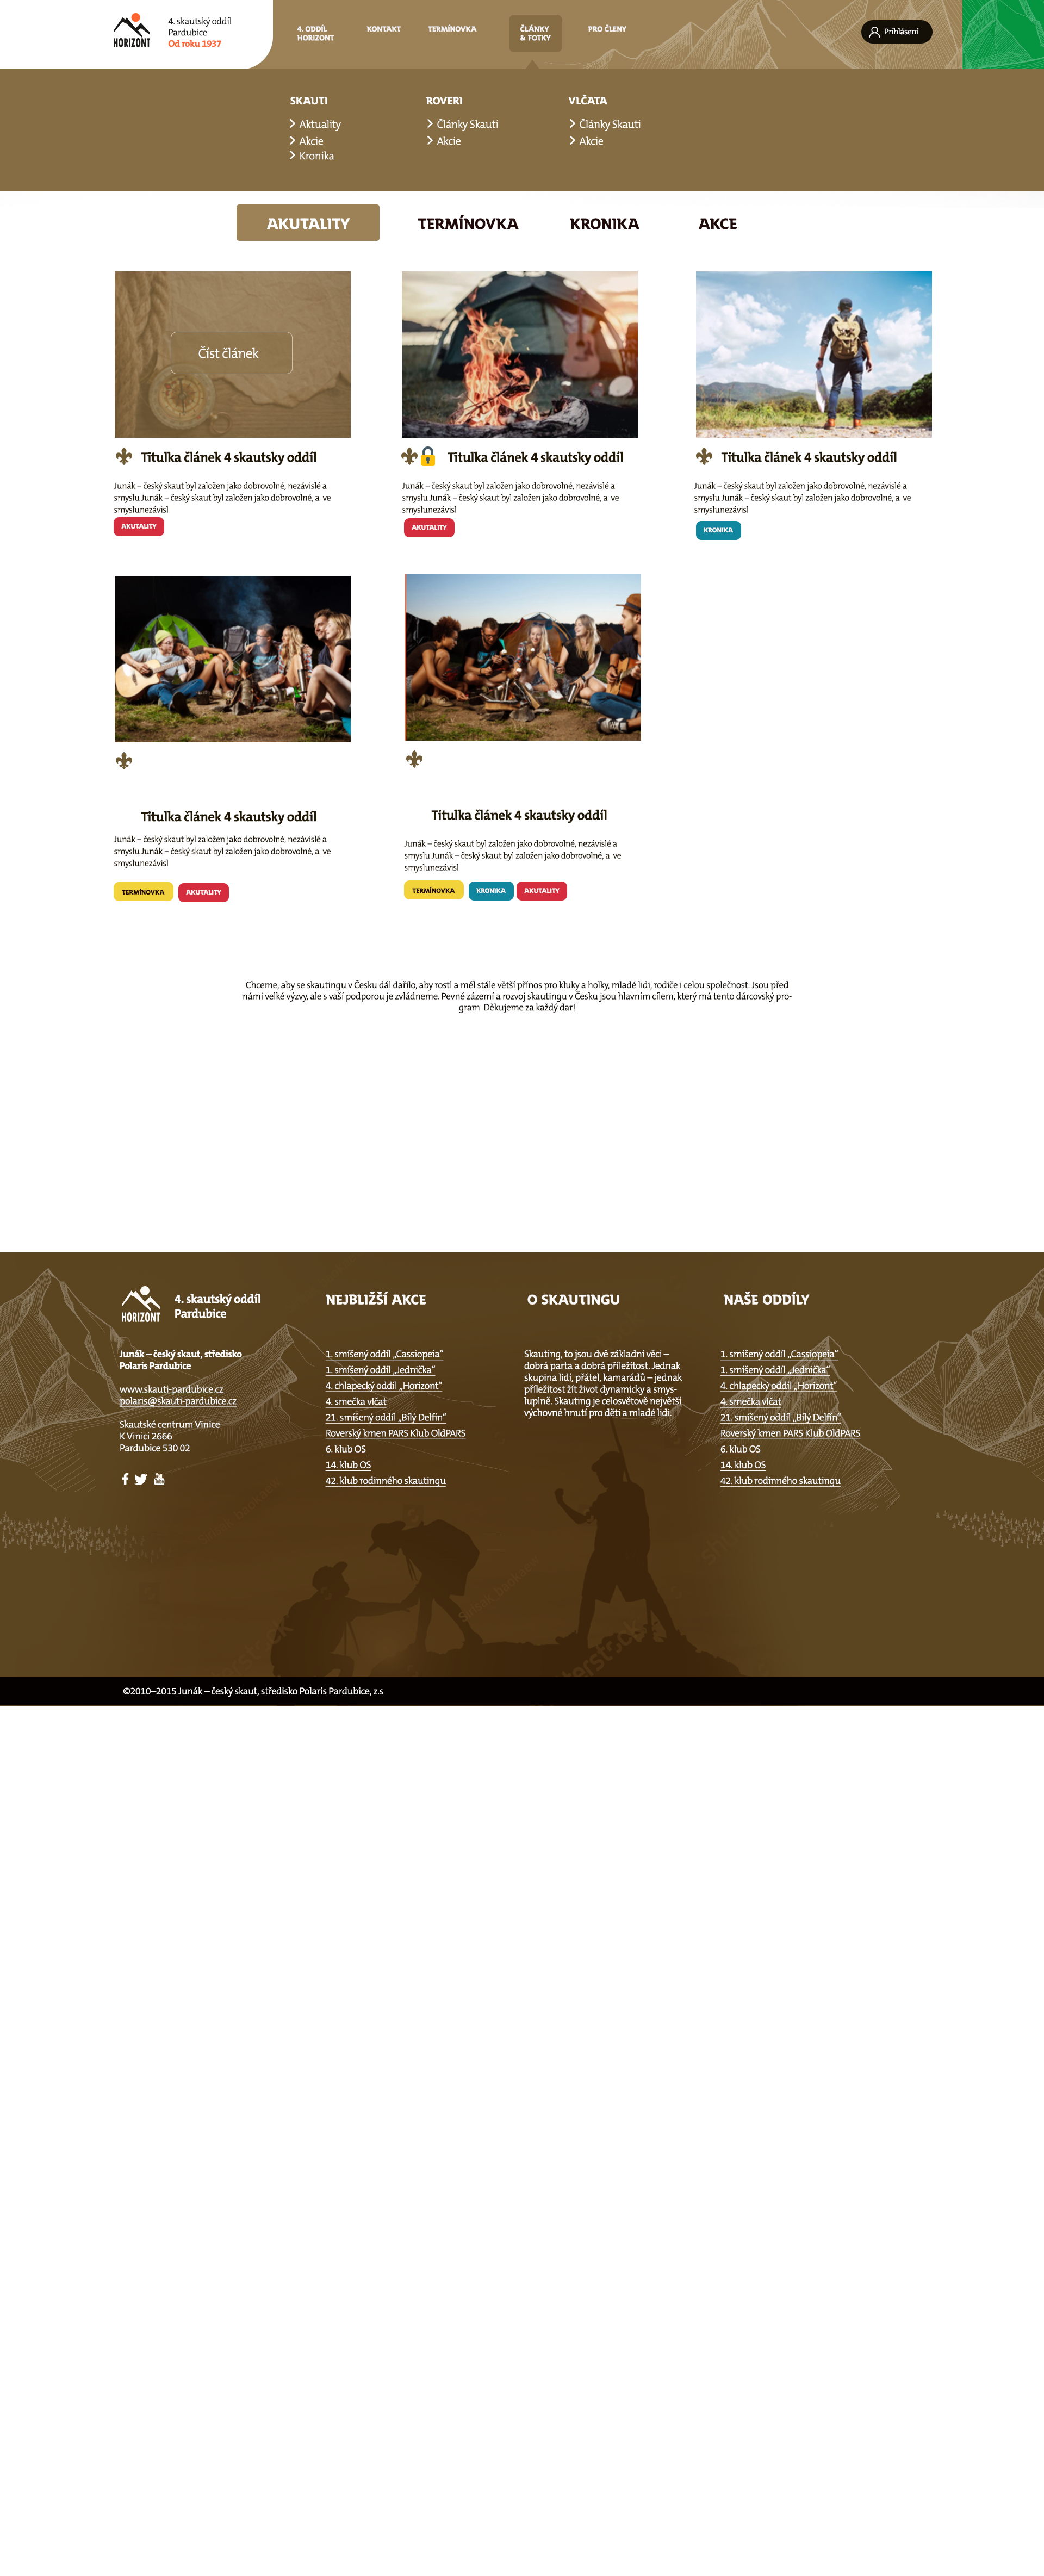 HORIZONT
4. skautský oddíl
Pardubice
Od roku 1937
4. ODDÍL
HORIZONT
KONTAKT
TERMÍNOVKA
ČLÁNKY
& FOTKY
PRO ČLENY
Prihlásení
SKAUTI
Aktuality
Akcie
Kronika
ROVERI
Články Skauti
Akcie
VLČATA
Články Skauti
Akcie
AKUTALITY
TERMÍNOVKA
KRONIKA
AKCE
Číst článek
Titulka článek 4 skautsky oddíl
Junák – český skaut byl založen jako dobrovolné, nezávislé a
smyslu Junák – český skaut byl založen jako dobrovolné, a ve
smyslunezávisl
AKUTALITY
Titulka článek 4 skautsky oddíl
Junák – český skaut byl založen jako dobrovolné, nezávislé a
smyslu Junák – český skaut byl založen jako dobrovolné, a ve
smyslunezávisl
AKUTALITY
Titulka článek 4 skautsky oddíl
Junák – český skaut byl založen jako dobrovolné, nezávislé a
smyslu Junák – český skaut byl založen jako dobrovolné, a ve
smyslunezávisl
KRONIKA
Titulka článek 4 skautsky oddíl
Junák – český skaut byl založen jako dobrovolné, nezávislé a
smyslu Junák – český skaut byl založen jako dobrovolné, a ve
smyslunezávisl
TERMÍNOVKA
AKUTALITY
Titulka článek 4 skautsky oddíl
Junák – český skaut byl založen jako dobrovolné, nezávislé a
smyslu Junák – český skaut byl založen jako dobrovolné, a ve
smyslunezávisl
TERMÍNOVKA
KRONIKA
AKUTALITY
Chceme, aby se skautingu v Česku dál dařilo, aby rostl a měl stále větší přínos pro kluky a holky, mladé lidi, rodiče i celou společnost. Jsou před
námi velké výzvy, ale s vaší podporou je zvládneme. Pevné zázemí a rozvoj skautingu v Česku jsou hlavním cílem, který má tento dárcovský pro-
gram. Děkujeme za každý dar!
HORIZONT
4. skautský oddíl
Pardubice
Junák – český skaut, středisko
Polaris Pardubice
www.skauti-pardubice.cz
polaris@skauti-pardubice.cz
Skautské centrum Vinice
K Vinici 2666
Pardubice 530 02
NEJBLIŽŠÍ AKCE
1. smíšený oddíl „Cassiopeia“
1. smíšený oddíl „Jednička“
4. chlapecký oddíl „Horizont“
4. smečka vlčat
21. smíšený oddíl „Bílý Delfín“
Roverský kmen PARS Klub OldPARS
6. klub OS
14. klub OS
42. klub rodinného skautingu
O SKAUTINGU
Skauting, to jsou dvě základní věci –
dobrá parta a dobrá příležitost. Jednak
skupina lidí, přátel, kamarádů – jednak
příležitost žít život dynamicky a smys-
luplně. Skauting je celosvětově největší
výchovné hnutí pro děti a mladé lidi.
NAŠE ODDÍLY
1. smíšený oddíl „Cassiopeia“
1. smíšený oddíl „Jednička“
4. chlapecký oddíl „Horizont“
4. smečka vlčat
21. smíšený oddíl „Bílý Delfín“
Roverský kmen PARS Klub OldPARS
6. klub OS
14. klub OS
42. klub rodinného skautingu
©2010–2015 Junák – český skaut, středisko Polaris Pardubice, z.s